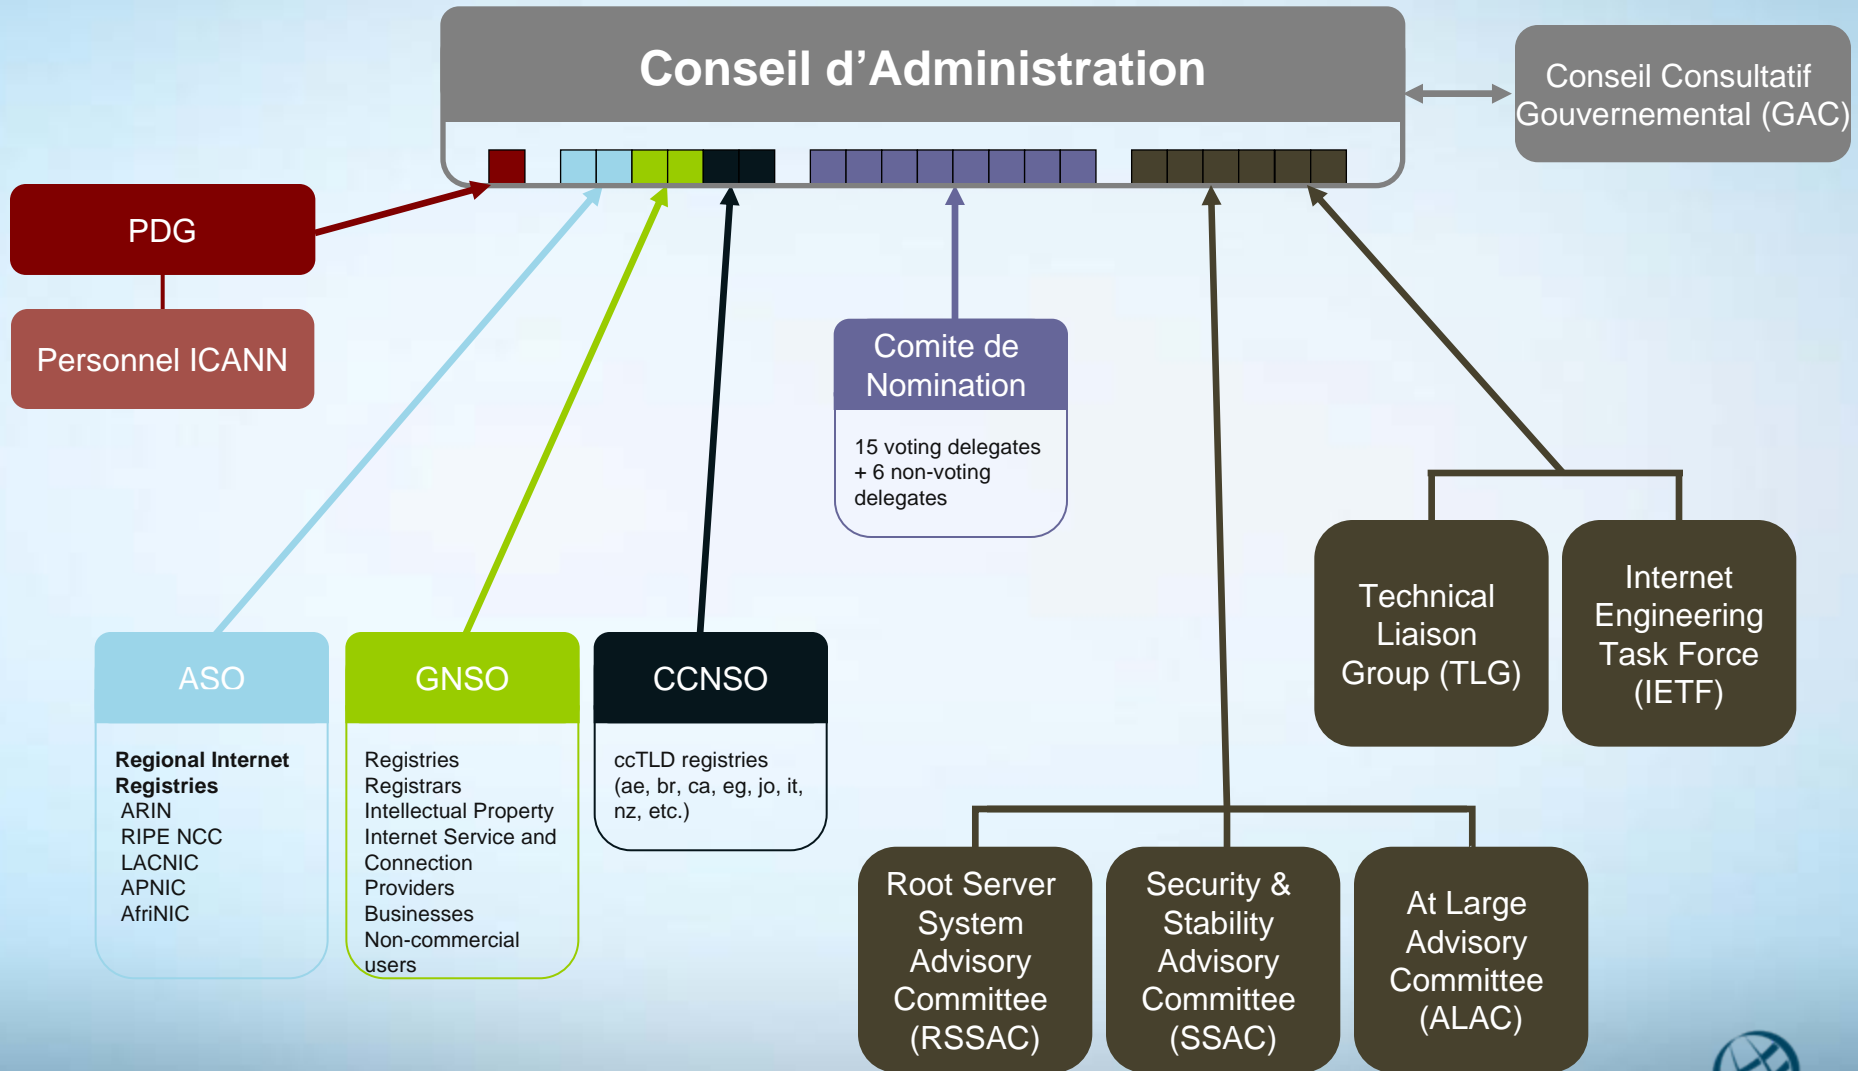 Conseil d’Administration
Conseil Consultatif
Gouvernemental (GAC)
PDG
Personnel ICANN
Comite de
Nomination
15 voting delegates
+ 6 non-voting
delegates
Technical
Liaison
Group (TLG)
Internet
Engineering
Task Force
(IETF)
ASO
Regional Internet
Registries
ARIN
RIPE NCC
LACNIC
APNIC
AfriNIC
GNSO
Registries
Registrars
Intellectual Property
Internet Service and
Connection
Providers
Businesses
Non-commercial
users
CCNSO
ccTLD registries
(ae, br, ca, eg, jo, it,
nz, etc.)
Root Server
System
Advisory
Committee
(RSSAC)
Security &
Stability
Advisory
Committee
(SSAC)
At Large
Advisory
Committee
(ALAC)